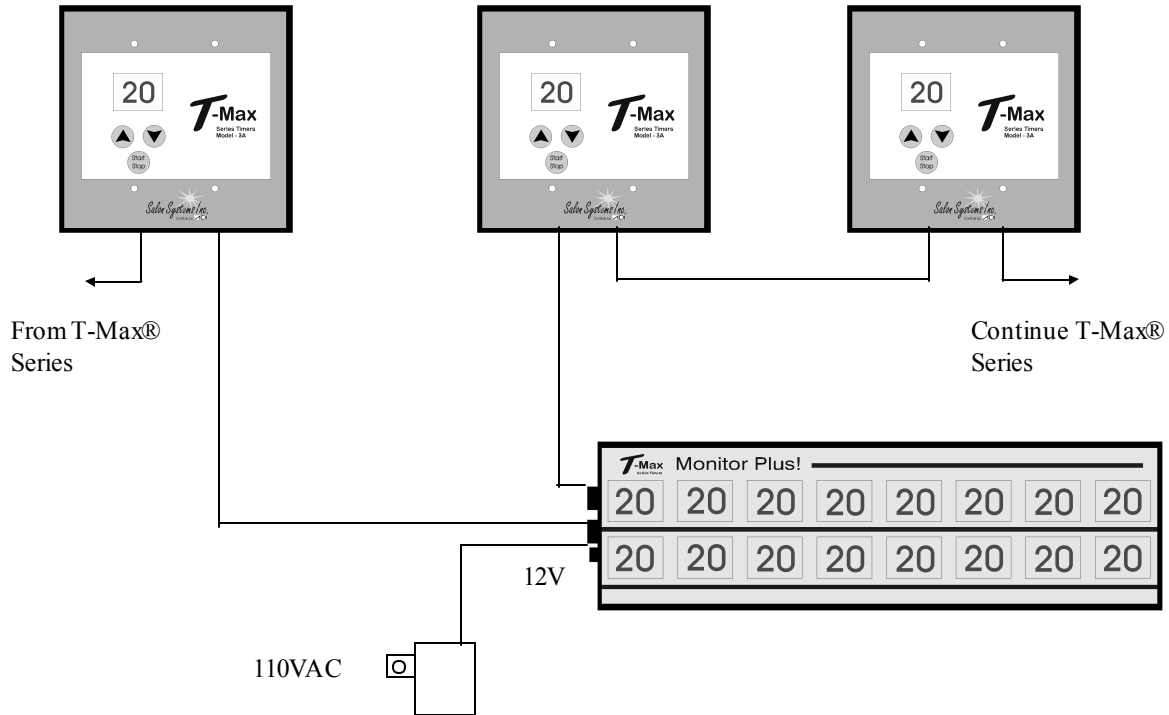 20
T-Max
Series Timers
Model - 3A
Start
Stop
Salon Systems Inc.
20
T-Max
Series Timers
Model - 3A
Start
Stop
Salon Systems Inc.
20
T-Max
Series Timers
Model - 3A
Start
Stop
Salon Systems Inc.
From T-Max®
Series
Continue T-Max®
Series
T-Max Monitor Plus!
Series Timers
20 20 20 20 20 20 20 20
20 20 20 20 20 20 20 20
12V
110VAC